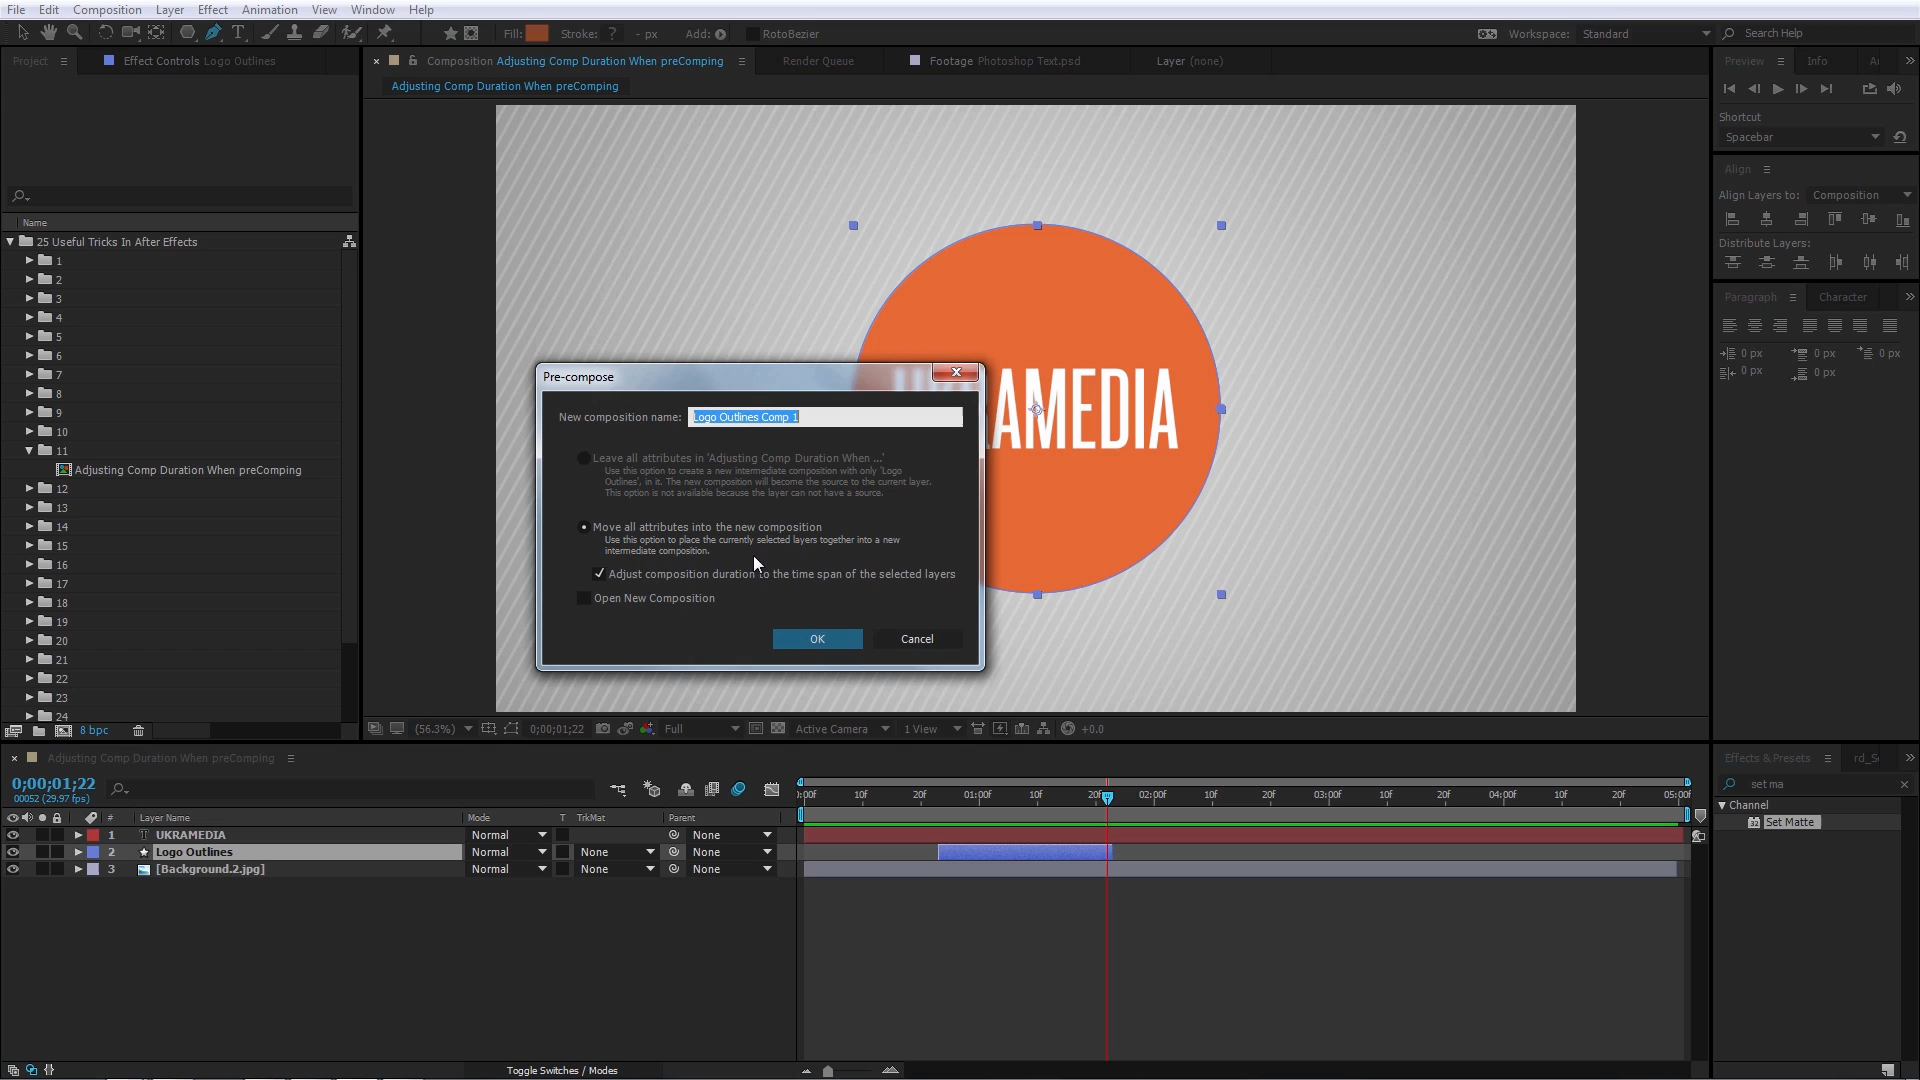 File Edit Composition Layer Effect Animation View Window Help
Fill: Stroke: ? - px Add: RotoBezier Workspace: Standard Search Help
Project Effect Controls Logo Outlines
Composition Adjusting Comp Duration When preComping Render Queue Footage Photoshop Text.psd Layer (none)
Adjusting Comp Duration When preComping
Preview Info
Shortcut
Spacebar
Align
Align Layers to: Composition
Distribute Layers:
Paragraph Character
0 px 0 px 0 px
0 px 0 px
Name
25 Useful Tricks In After Effects
1
2
3
4
5
6
7
8
9
10
11
Adjusting Comp Duration When preComping
12
13
14
15
16
17
18
19
20
21
22
23
24
8 bpc
RAMEDIA
Pre-compose
New composition name: Logo Outlines Comp 1
Leave all attributes in 'Adjusting Comp Duration When ...'
Use this option to create a new intermediate composition with only 'Logo
Outlines', in it. The new composition will become the source to the current layer.
This option is not available because the layer can not have a source.
Move all attributes into the new composition
Use this option to place the currently selected layers together into a new
intermediate composition.
Adjust composition duration to the time span of the selected layers
Open New Composition
OK Cancel
(56.3%) 0;00;01;22 Full Active Camera 1 View +0.0
Adjusting Comp Duration When preComping
0;00;01;22
00052 (29.97 fps)
:00f 10f 20f 01:00f 10f 20f 02:00f 10f 20f 03:00f 10f 20f 04:00f 10f 20f 05:00f
# Layer Name Mode T TrkMat Parent
1 T UKRAMEDIA Normal None
2 Logo Outlines Normal None None
3 [Background.2.jpg] Normal None None
Toggle Switches / Modes
Effects & Presets
set ma
Channel
32 Set Matte